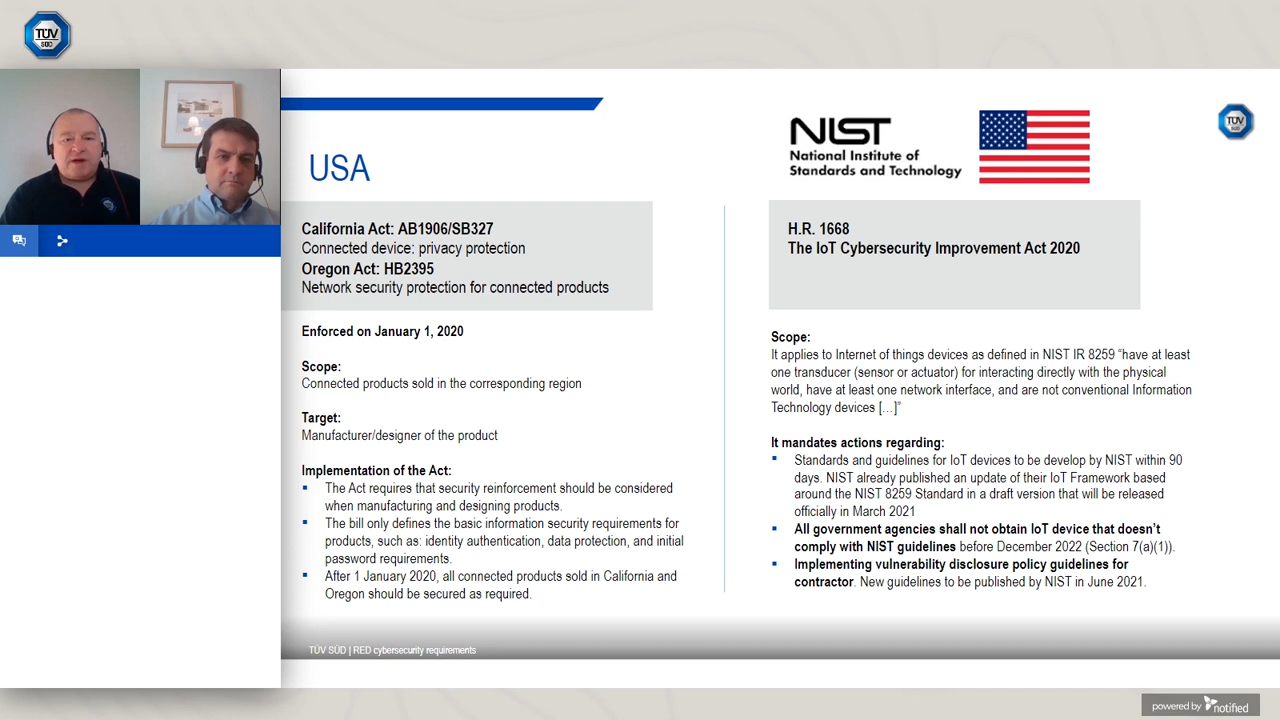 TÜV
SÜD
USA
NIST
National Institute of
Standards and Technology
TÜV
SÜD
California Act: AB1906/SB327
Connected device: privacy protection
Oregon Act: HB2395
Network security protection for connected products
Enforced on January 1, 2020
Scope:
Connected products sold in the corresponding region
Target:
Manufacturer/designer of the product
Implementation of the Act:
The Act requires that security reinforcement should be considered
when manufacturing and designing products.
The bill only defines the basic information security requirements for
products, such as: identity authentication, data protection, and initial
password requirements.
After 1 January 2020, all connected products sold in California and
Oregon should be secured as required.
H.R. 1668
The IoT Cybersecurity Improvement Act 2020
Scope:
It applies to Internet of things devices as defined in NIST IR 8259 “have at least
one transducer (sensor or actuator) for interacting directly with the physical
world, have at least one network interface, and are not conventional Information
Technology devices […]”
It mandates actions regarding:
Standards and guidelines for IoT devices to be develop by NIST within 90
days. NIST already published an update of their IoT Framework based
around the NIST 8259 Standard in a draft version that will be released
officially in March 2021
All government agencies shall not obtain IoT device that doesn’t
comply with NIST guidelines before December 2022 (Section 7(a)(1)).
Implementing vulnerability disclosure policy guidelines for
contractor. New guidelines to be published by NIST in June 2021.
TÜV SÜD | RED cybersecurity requirements
powered by notified